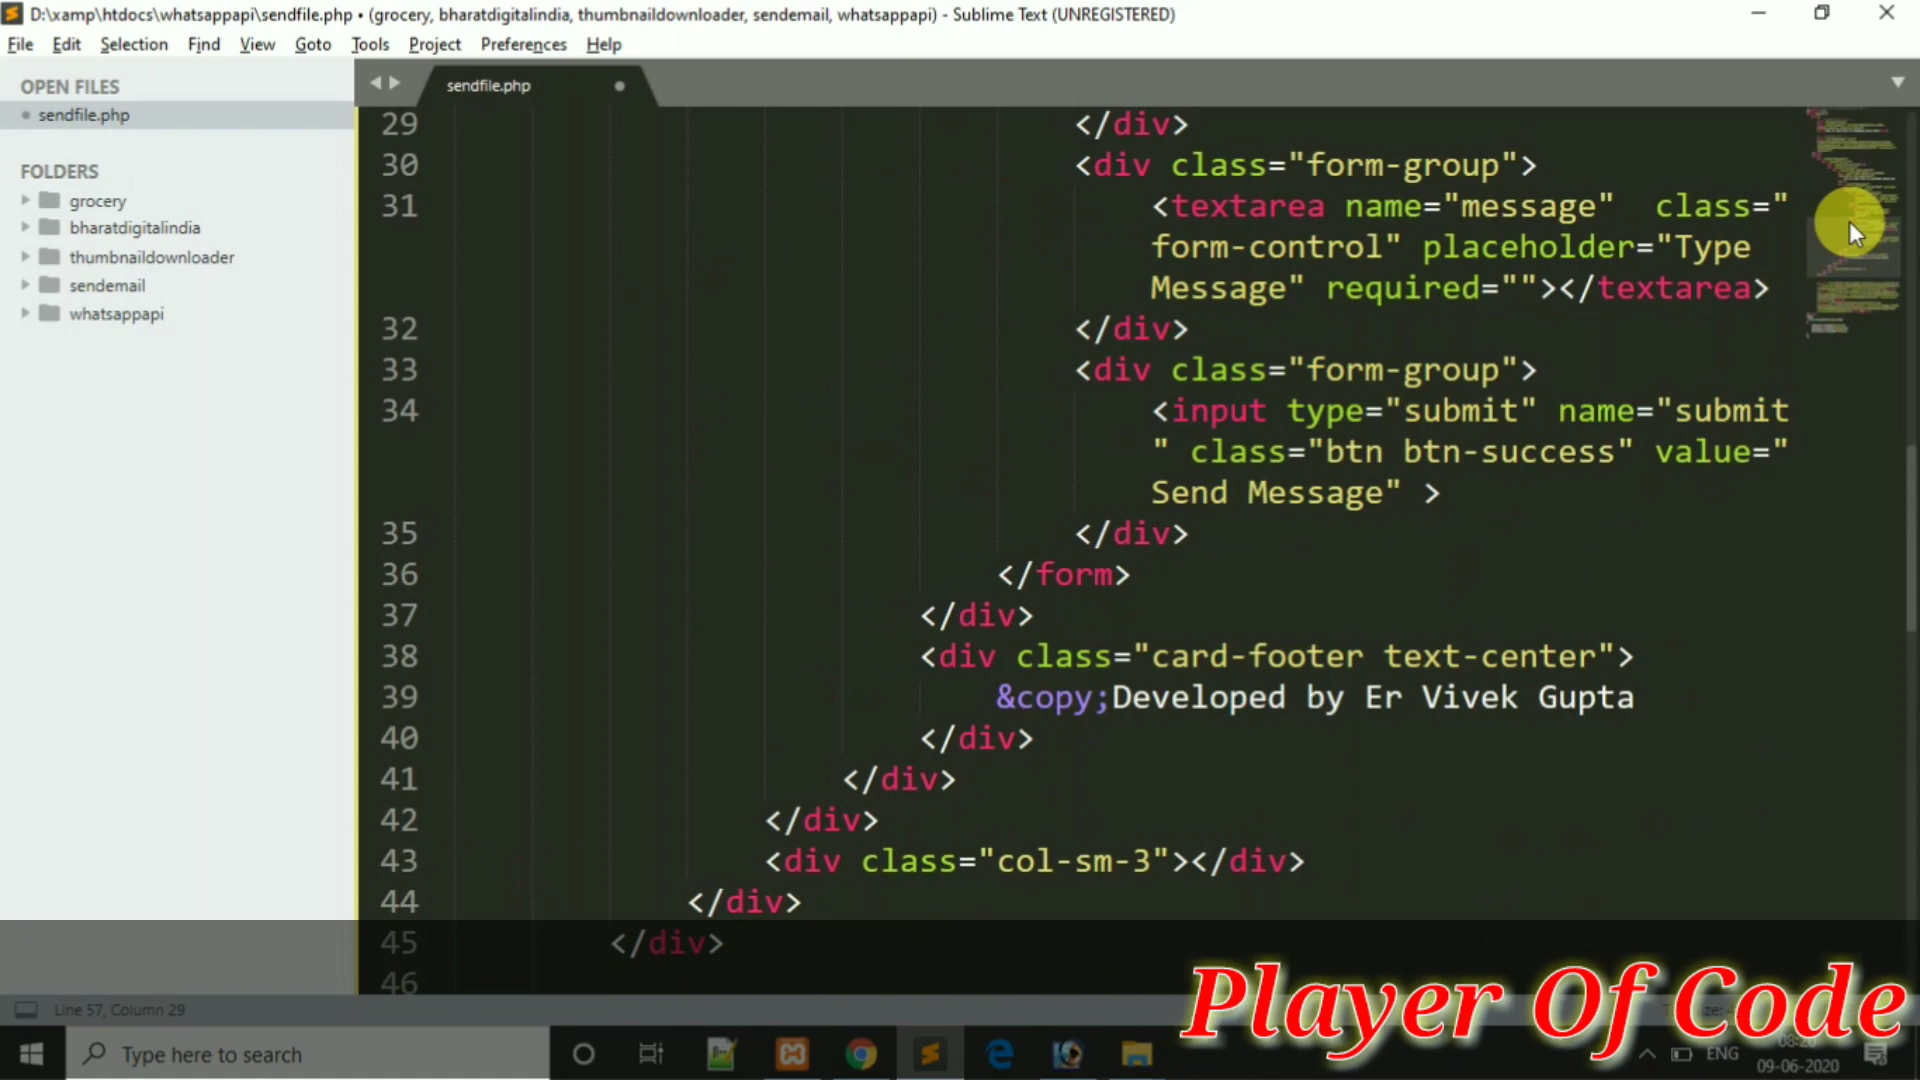 D:\xamp\htdocs\whatsappapi\sendfile.php • (grocery, bharatdigitalindia, thumbnaildownloader, sendemail, whatsappapi) - Sublime Text (UNREGISTERED)
File Edit Selection Find View Goto Tools Project Preferences Help
OPEN FILES
sendfile.php
FOLDERS
grocery
bharatdigitalindia
thumbnaildownloader
sendemail
whatsappapi
sendfile.php
29 </div>
30 <div class="form-group">
31 <textarea name="message"  class="
form-control" placeholder="Type
Message" required=""></textarea>
32 </div>
33 <div class="form-group">
34 <input type="submit" name="submit
" class="btn btn-success" value="
Send Message" >
35 </div>
36 </form>
37 </div>
38 <div class="card-footer text-center">
39 &copy;Developed by Er Vivek Gupta
40 </div>
41 </div>
42 </div>
43 <div class="col-sm-3"></div>
44 </div>
45 </div>
46
Line 57, Column 29
Player Of Code
Type here to search
ENG
09-06-2020